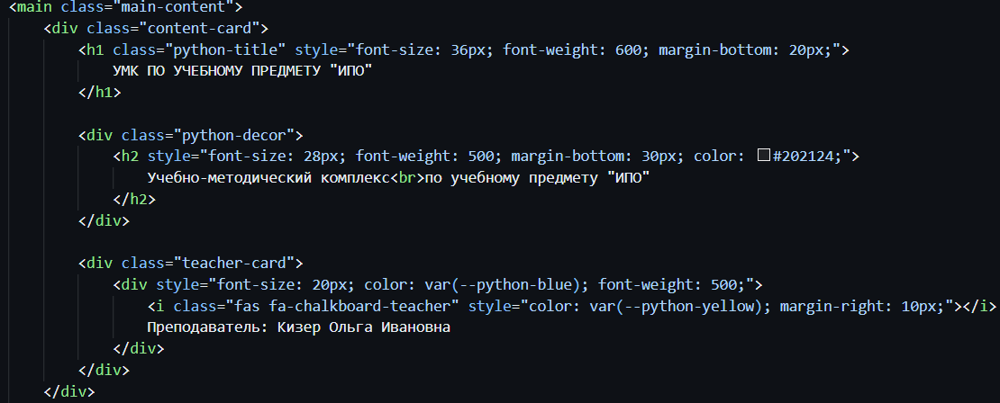 <main class="main-content">
<div class="content-card">
<h1 class="python-title" style="font-size: 36px; font-weight: 600; margin-bottom: 20px;">
УМК ПО УЧЕБНОМУ ПРЕДМЕТУ "ИПО"
</h1>
<div class="python-decor">
<h2 style="font-size: 28px; font-weight: 500; margin-bottom: 30px; color: #202124;">
Учебно-методический комплекс<br>по учебному предмету "ИПО"
</h2>
</div>
<div class="teacher-card">
<div style="font-size: 20px; color: var(--python-blue); font-weight: 500;">
<i class="fas fa-chalkboard-teacher" style="color: var(--python-yellow); margin-right: 10px;"></i>
Преподаватель: Кизер Ольга Ивановна
</div>
</div>
</div>